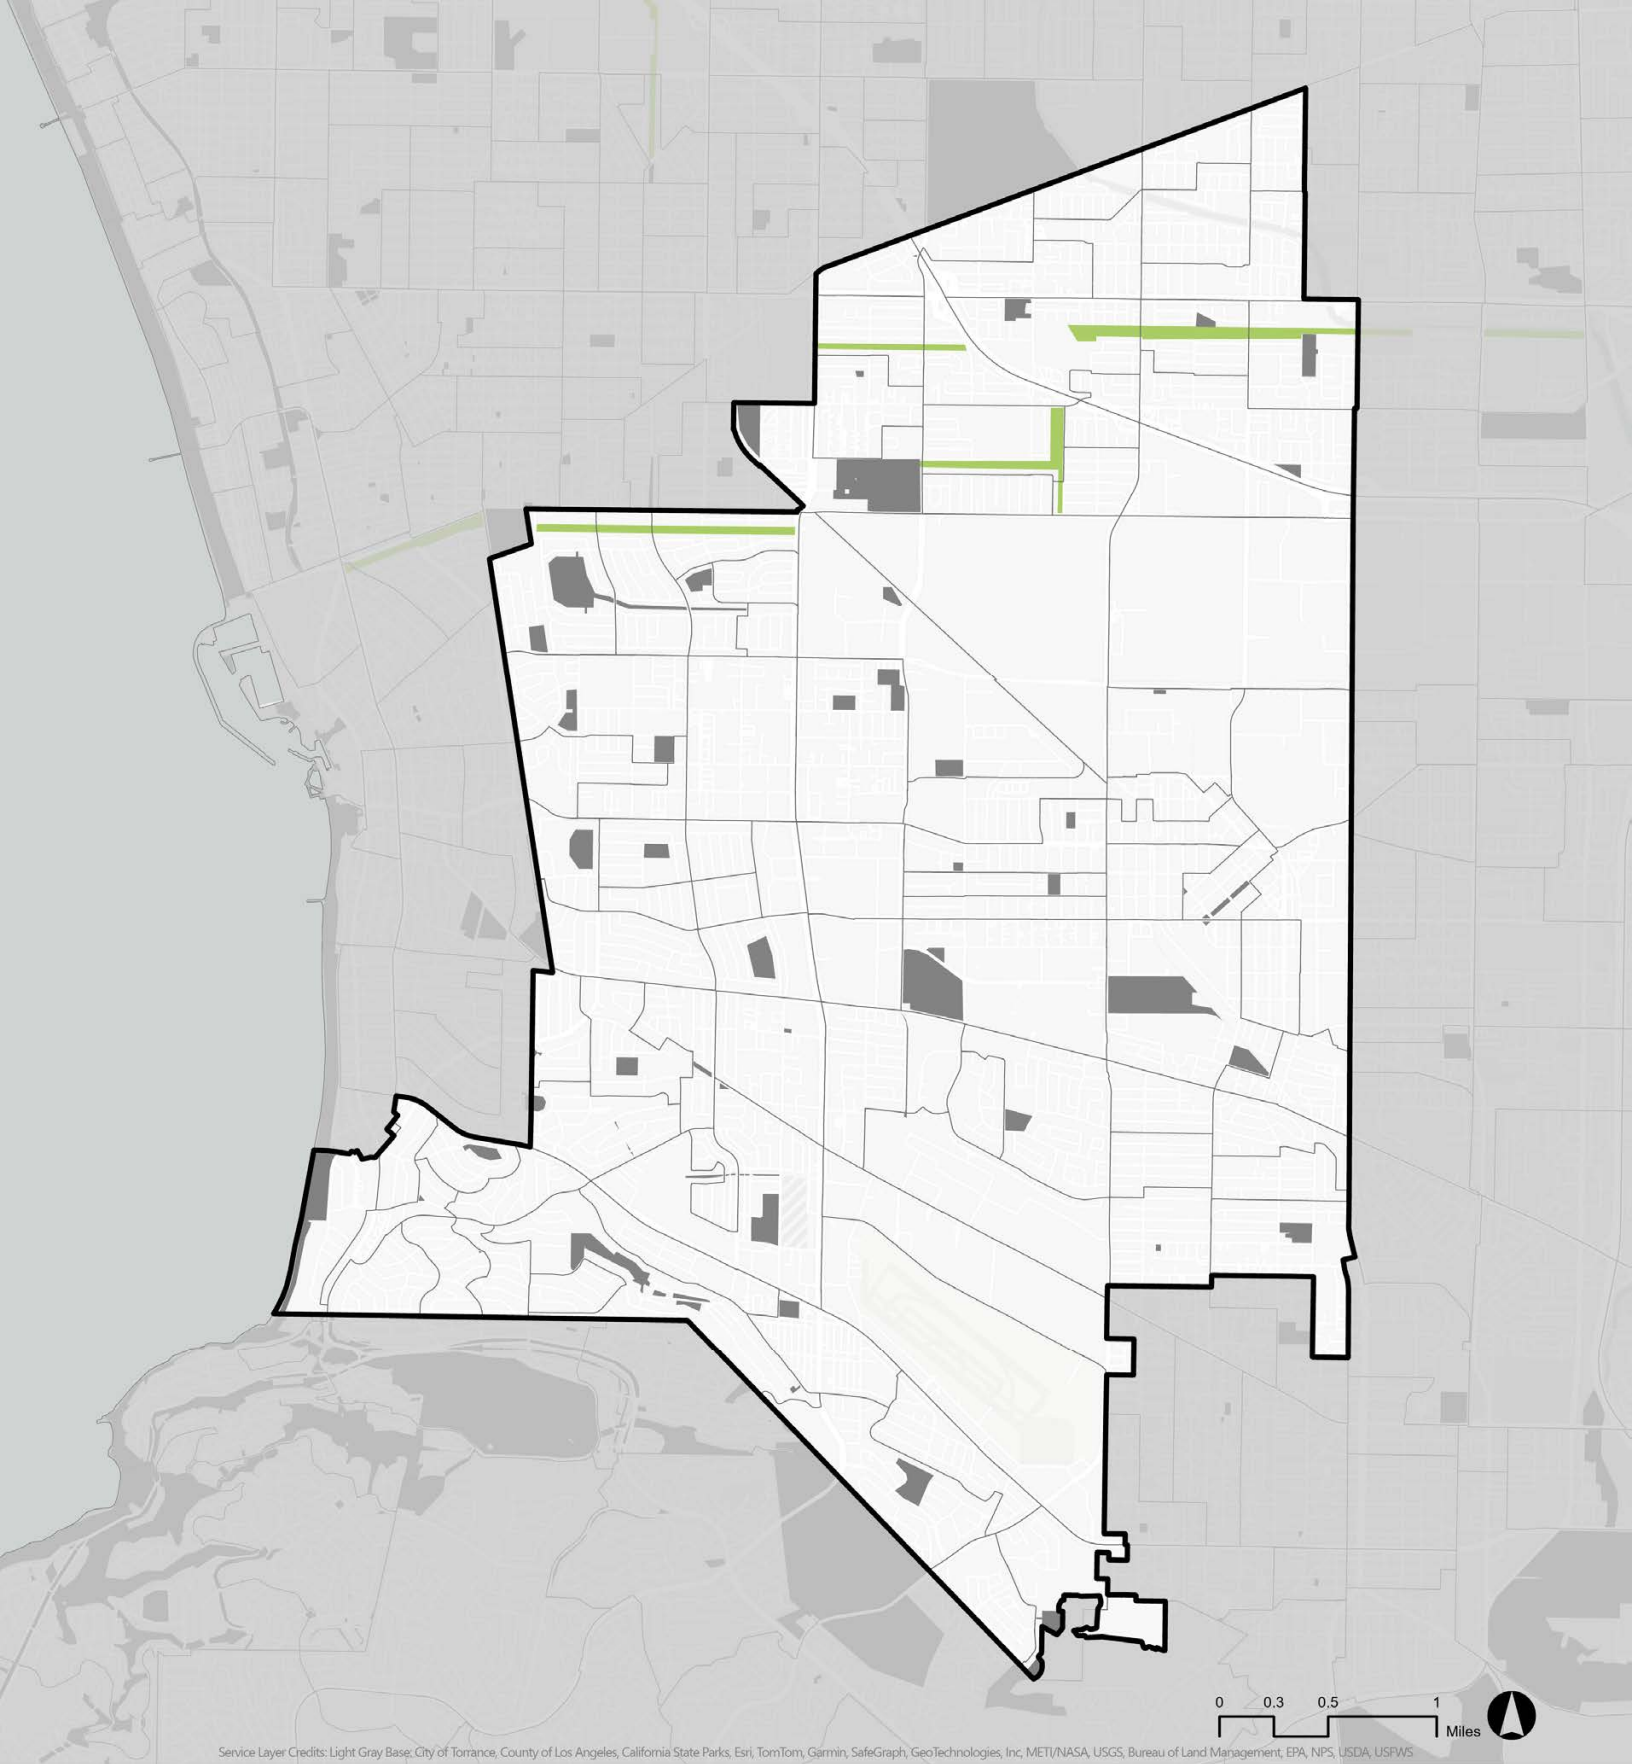 0 0.3 0.5 1
Miles
Service Layer Credits: Light Gray Base: City of Torrance, County of Los Angeles, California State Parks, Esri, TomTom, Garmin, SafeGraph, GeoTechnologies, Inc, METI/NASA, USGS, Bureau of Land Management, EPA, NPS, USDA, USFWS